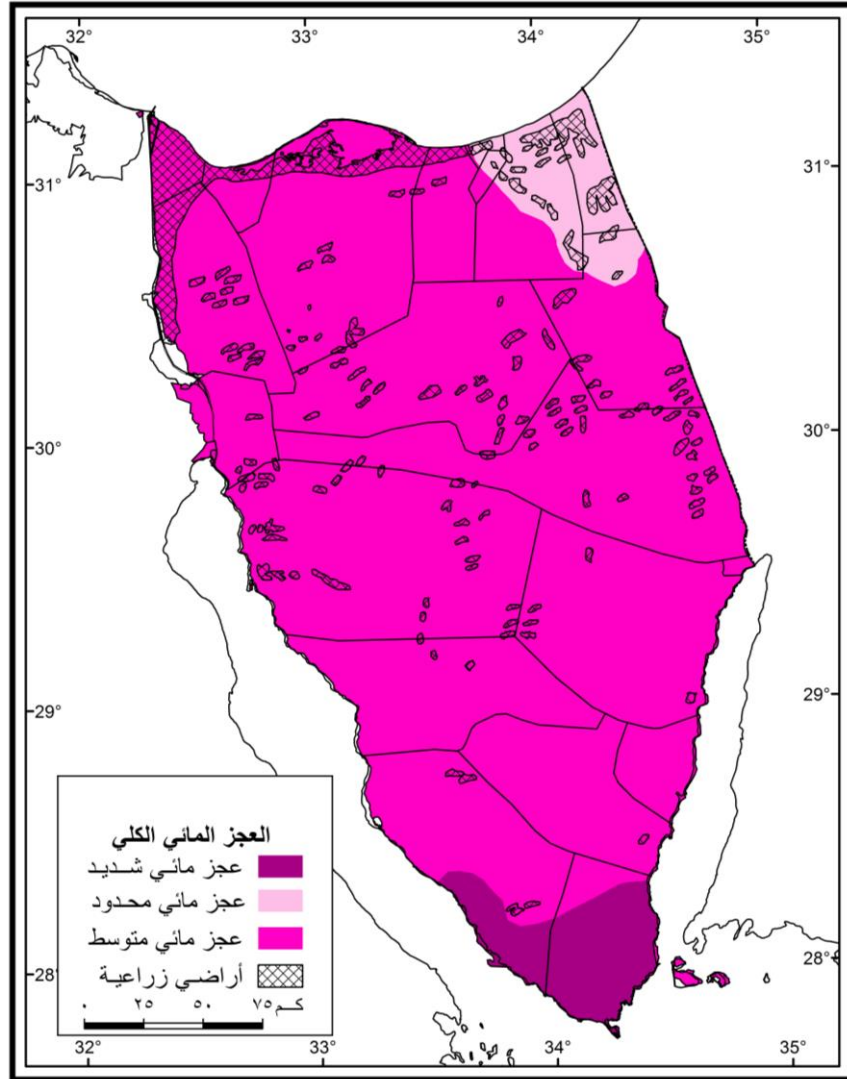 32° 33° 34° 35°
31° 31°
30° 30°
29° 29°
28° 28°
العجز المائي الكلي
عجز مائي شديد
عجز مائي محدود
عجز مائي متوسط
أراضي زراعية
٠ ٢٥ ٥٠ ٧٥ كم
32° 33° 34° 35°